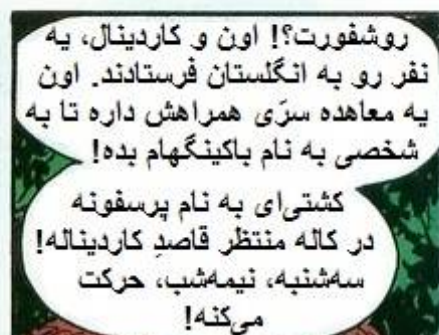 روشفورت؟! اون و کاردینال، یه
نفر رو به انگلستان فرستادند. اون
یه معاهده سرّی همراهش داره تا به
شخصی به نام باکینگهام بده!
کشتی‌ای به نام پرسفونه
در کاله منتظر قاصدِ کاردیناله!
سه‌شنبه، نیمه‌شب، حرکت
می‌کنه!